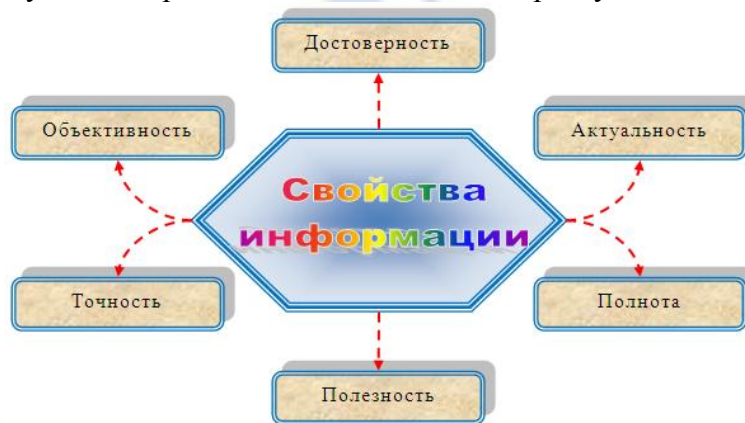 Достоверность
Объективность
Актуальность
Свойства
информации
Точность
Полнота
Полезность